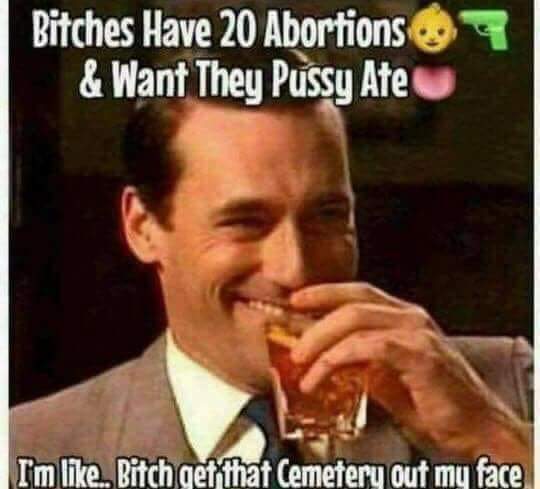 Bitches Have 20 Abortions👶🔫
& Want They Pussy Ate👅
I'm like.. Bitch get that Cemetery out my face